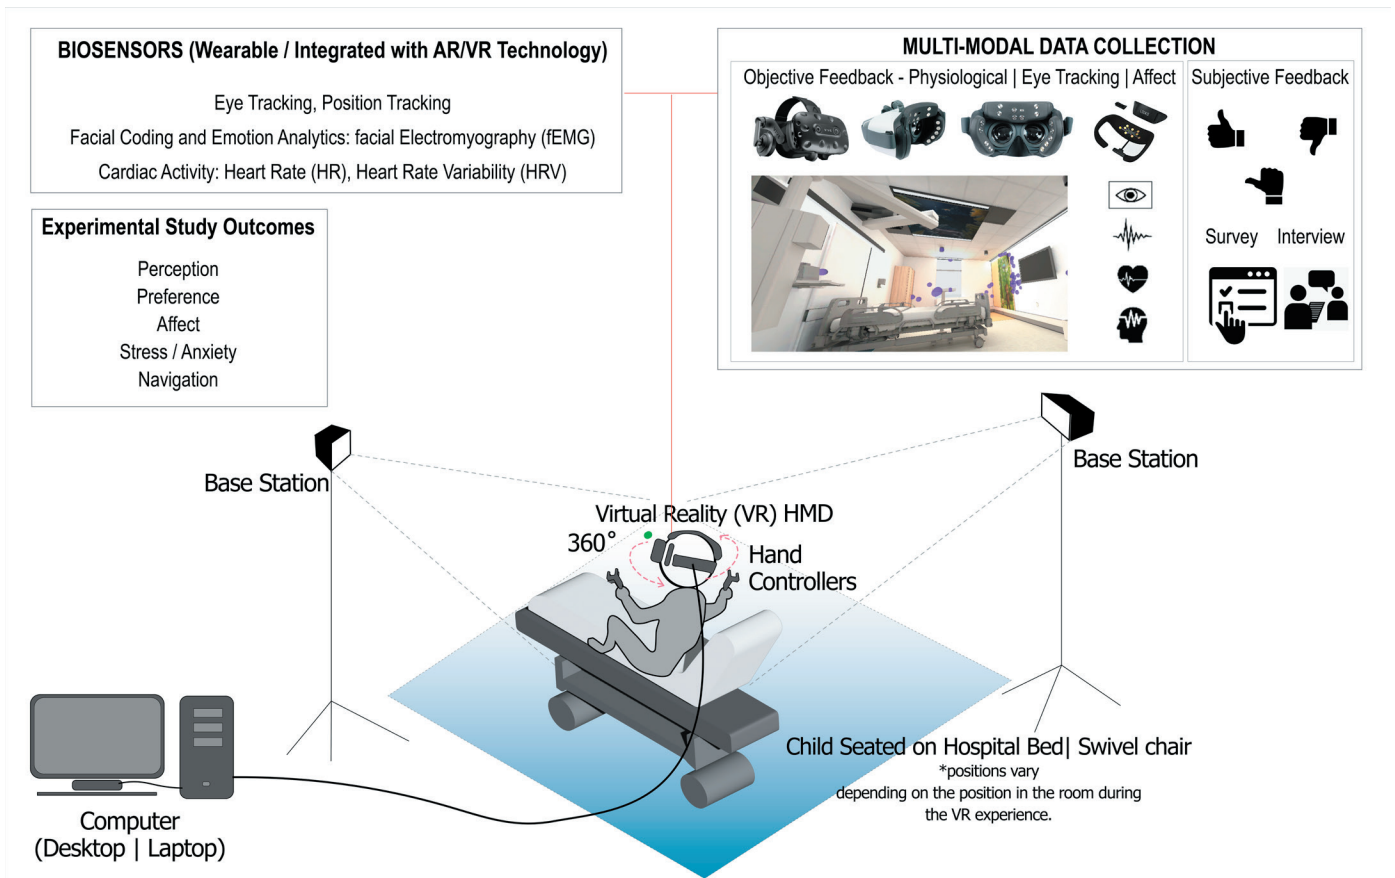 BIOSENSORS (Wearable / Integrated with AR/VR Technology)
Eye Tracking, Position Tracking
Facial Coding and Emotion Analytics: facial Electromyography (fEMG)
Cardiac Activity: Heart Rate (HR), Heart Rate Variability (HRV)
Experimental Study Outcomes
Perception
Preference
Affect
Stress / Anxiety
Navigation
MULTI-MODAL DATA COLLECTION
Objective Feedback - Physiological | Eye Tracking | Affect
Subjective Feedback
Survey
Interview
Base Station
Base Station
Virtual Reality (VR) HMD
360°
Hand
Controllers
Child Seated on Hospital Bed| Swivel chair
*positions vary
depending on the position in the room during
the VR experience.
Computer
(Desktop | Laptop)